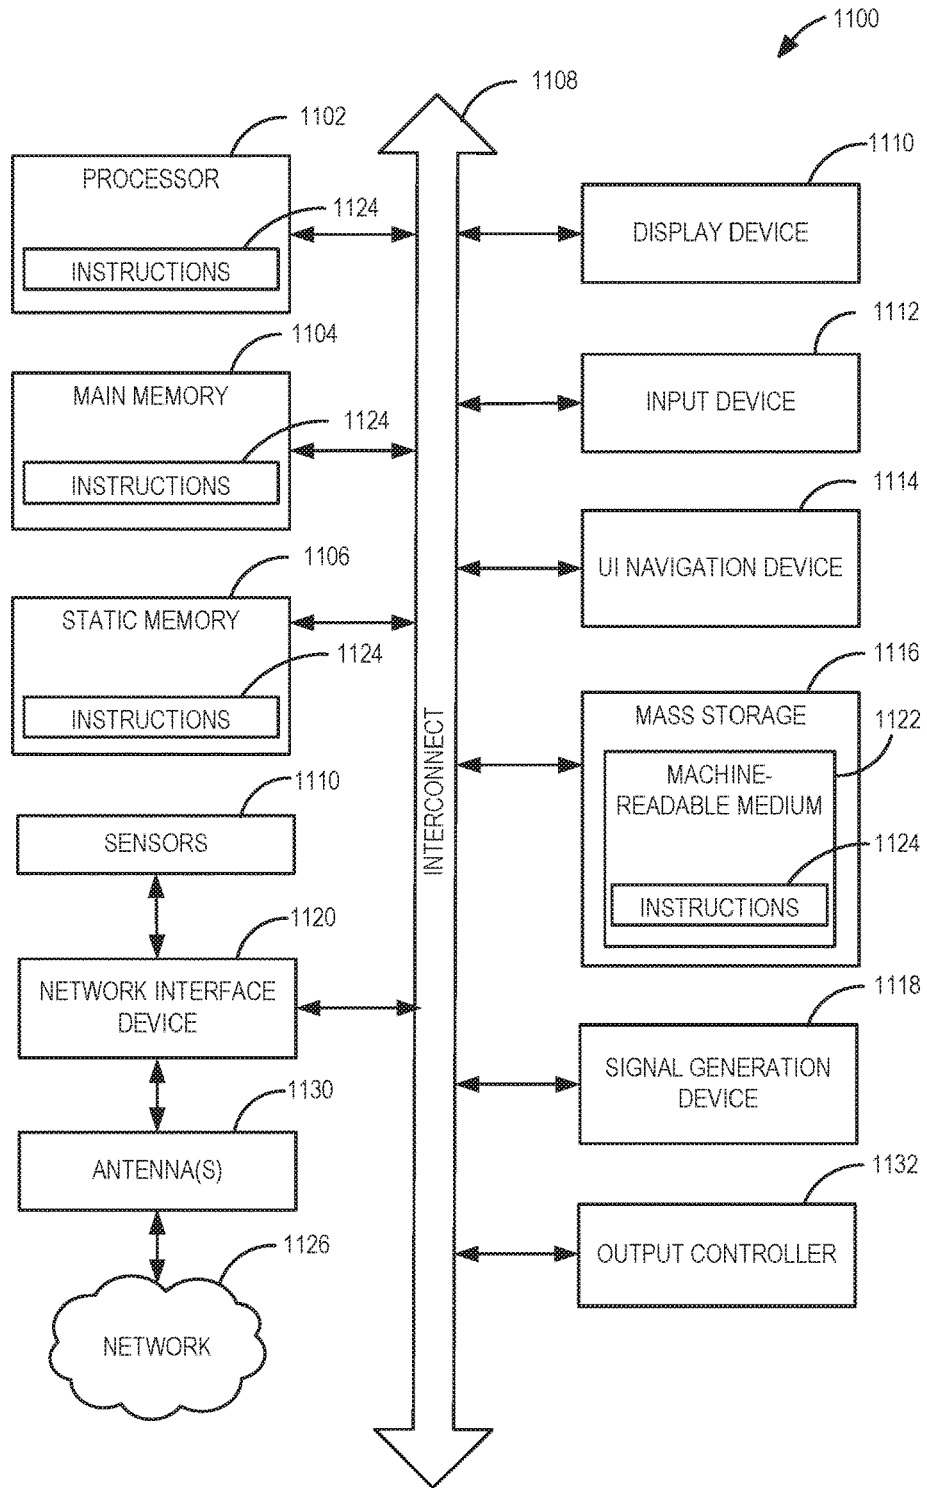 1100
1108
1102
PROCESSOR
1124
INSTRUCTIONS
1104
MAIN MEMORY
1124
INSTRUCTIONS
1106
STATIC MEMORY
1124
INSTRUCTIONS
1110
SENSORS
1120
NETWORK INTERFACE
DEVICE
1130
ANTENNA(S)
1126
NETWORK
INTERCONNECT
1110
DISPLAY DEVICE
1112
INPUT DEVICE
1114
UI NAVIGATION DEVICE
1116
MASS STORAGE
1122
MACHINE-
READABLE MEDIUM
1124
INSTRUCTIONS
1118
SIGNAL GENERATION
DEVICE
1132
OUTPUT CONTROLLER